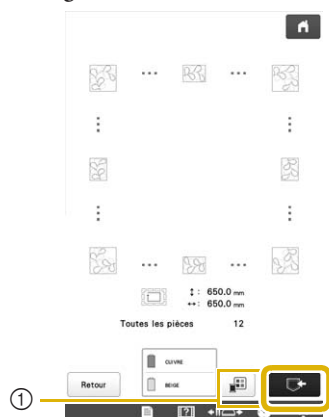 ↕: 650.0 mm
↔: 650.0 mm
Toutes les pièces 12
CUIVRE
BEIGE
Retour
①